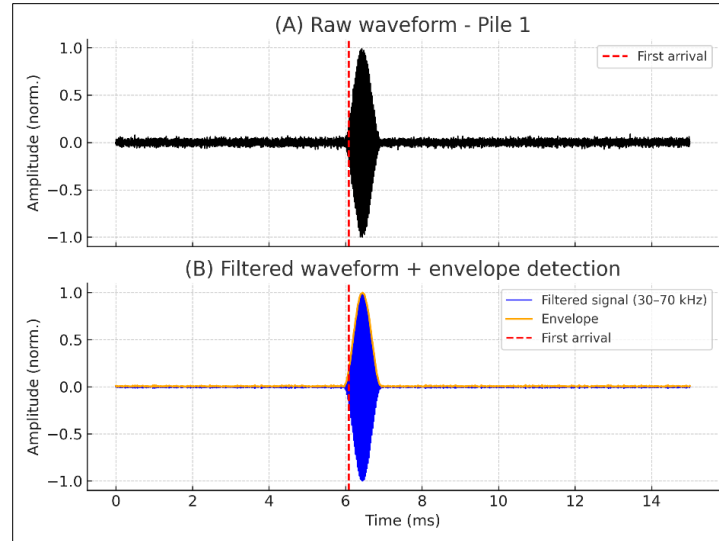 (A) Raw waveform - Pile 1
Amplitude (norm.)
1.0
0.5
0.0
−0.5
−1.0
First arrival
(B) Filtered waveform + envelope detection
Amplitude (norm.)
1.0
0.5
0.0
−0.5
−1.0
Filtered signal (30–70 kHz)
Envelope
First arrival
0 2 4 6 8 10 12 14
Time (ms)